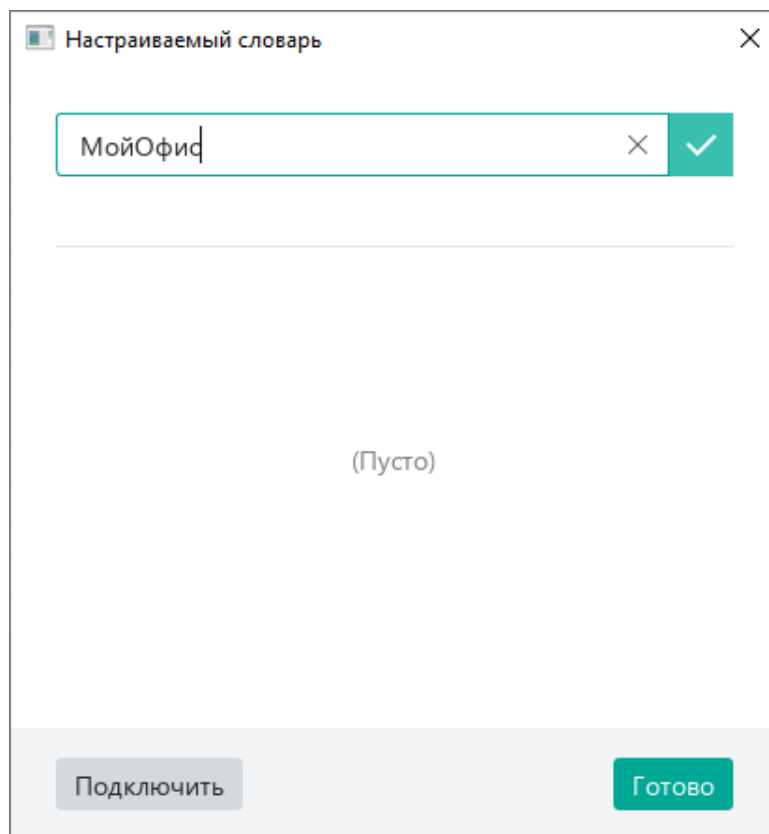 Настраиваемый словарь
МойОфис
(Пусто)
Подключить
Готово